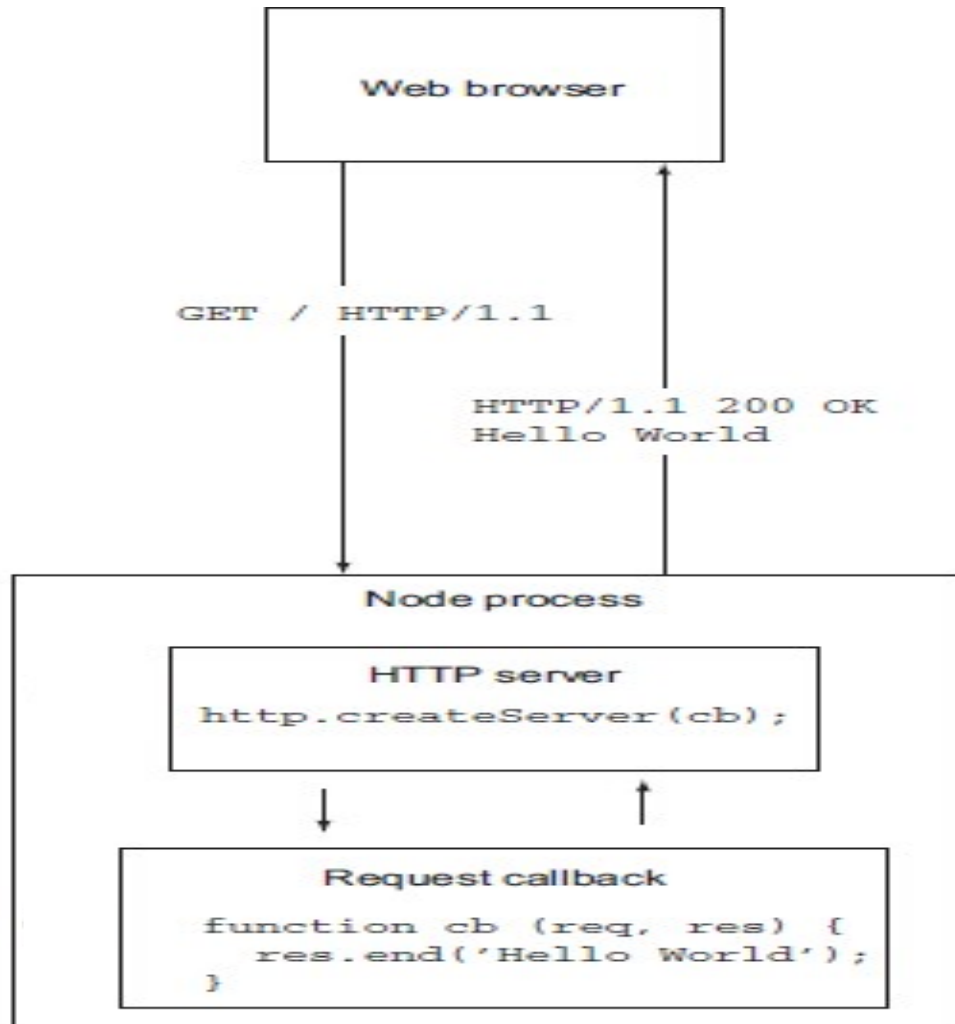 Web browser
GET / HTTP/1.1
HTTP/1.1 200 OK
Hello World
Node process
HTTP server
http.createServer(cb);
Request callback
function cb (req, res) {
res.end('Hello World');
}